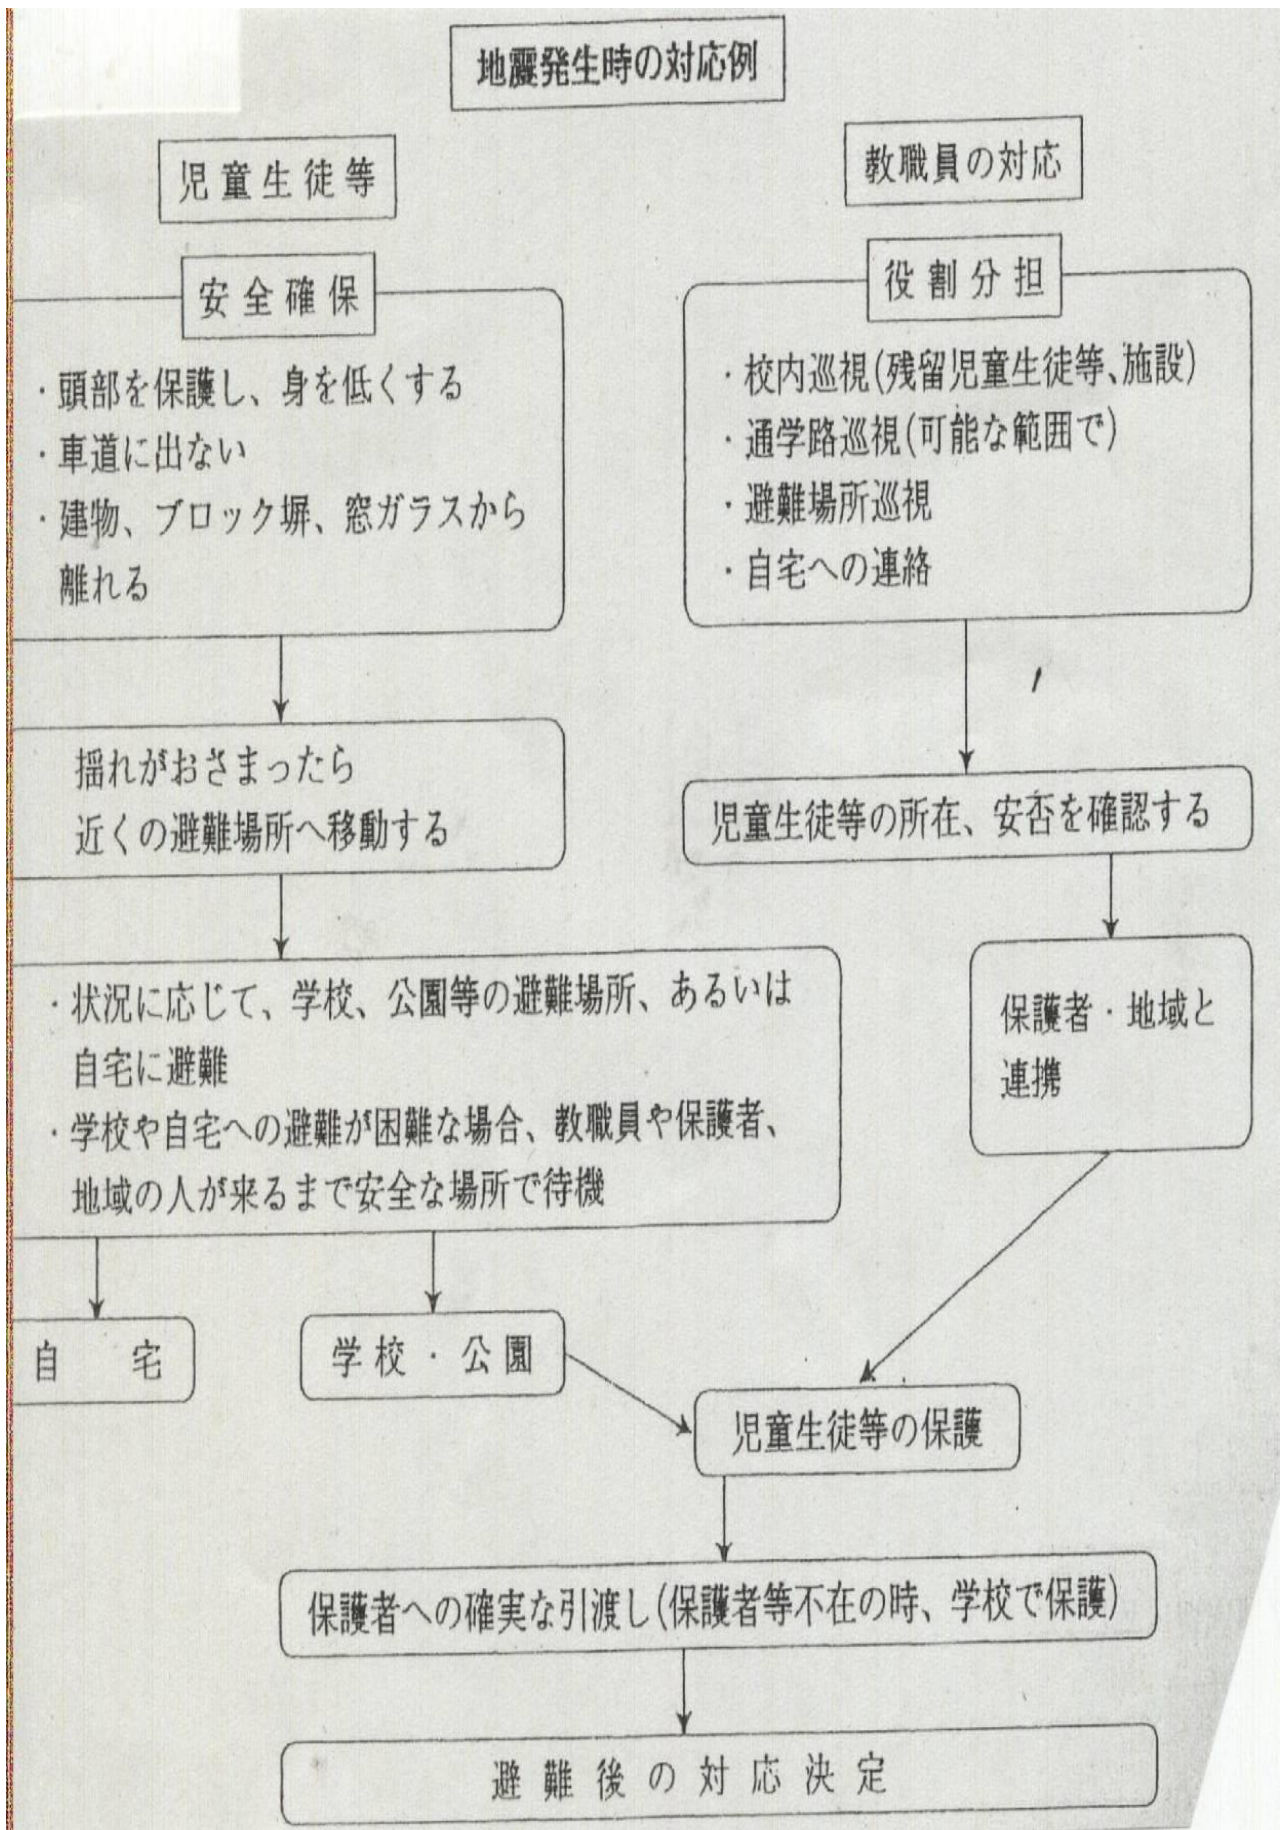 地震発生時の対応例
児童生徒等
安全確保
・頭部を保護し、身を低くする
・車道に出ない
・建物、ブロック塀、窓ガラスから
離れる
揺れがおさまったら
近くの避難場所へ移動する
・状況に応じて、学校、公園等の避難場所、あるいは
自宅に避難
・学校や自宅への避難が困難な場合、教職員や保護者、
地域の人が来るまで安全な場所で待機
自宅
学校・公園
教職員の対応
役割分担
・校内巡視(残留児童生徒等、施設)
・通学路巡視(可能な範囲で)
・避難場所巡視
・自宅への連絡
児童生徒等の所在、安否を確認する
保護者・地域と
連携
児童生徒等の保護
保護者への確実な引渡し(保護者等不在の時、学校で保護)
避難後の対応決定